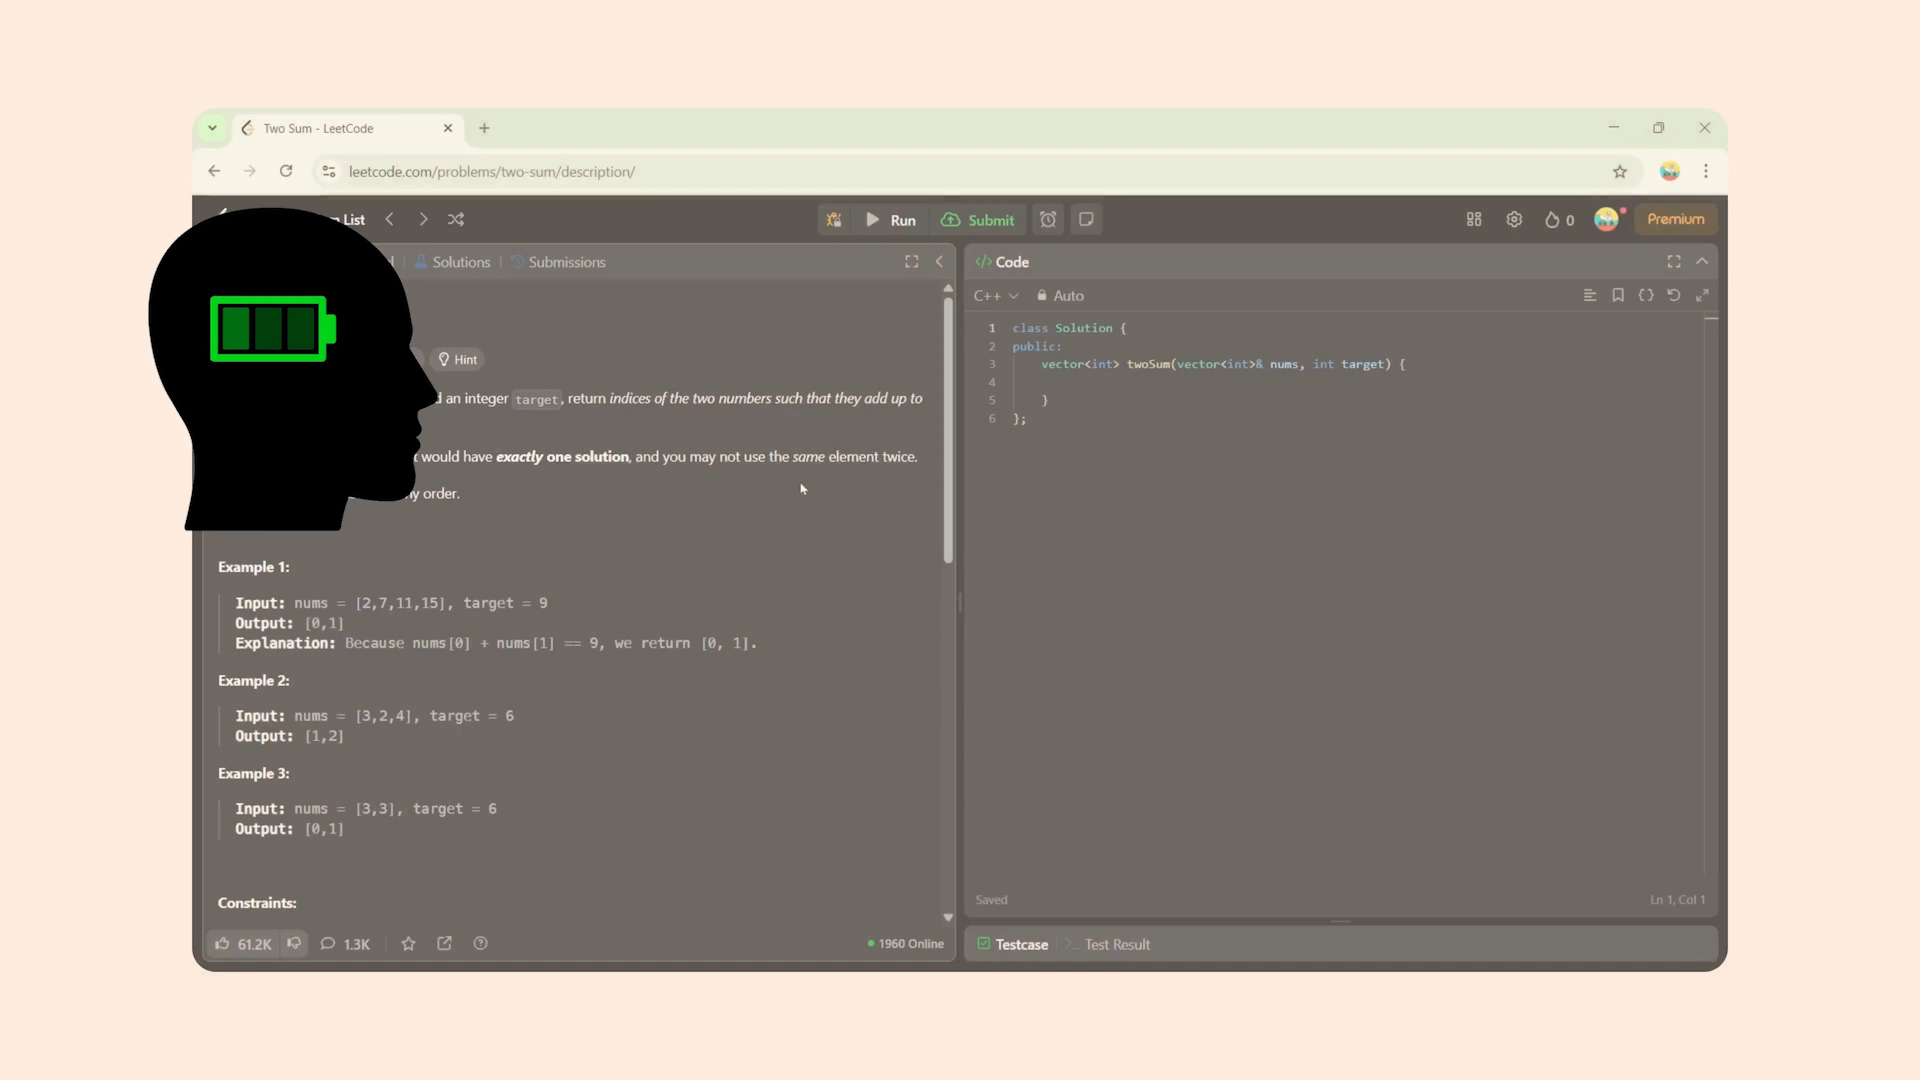 Two Sum - LeetCode
leetcode.com/problems/two-sum/description/
List
Run
Submit
0
Premium
Solutions
Submissions
Code
C++
Auto
Hint
an integer target, return indices of the two numbers such that they add up to
would have exactly one solution, and you may not use the same element twice.
order.
Example 1:
Input: nums = [2,7,11,15], target = 9
Output: [0,1]
Explanation: Because nums[0] + nums[1] == 9, we return [0, 1].
Example 2:
Input: nums = [3,2,4], target = 6
Output: [1,2]
Example 3:
Input: nums = [3,3], target = 6
Output: [0,1]
Constraints:
61.2K
1.3K
1960 Online
1 class Solution {
2 public:
3 vector<int> twoSum(vector<int>& nums, int target) {
4
5 }
6 };
Saved
Ln 1, Col 1
Testcase
Test Result